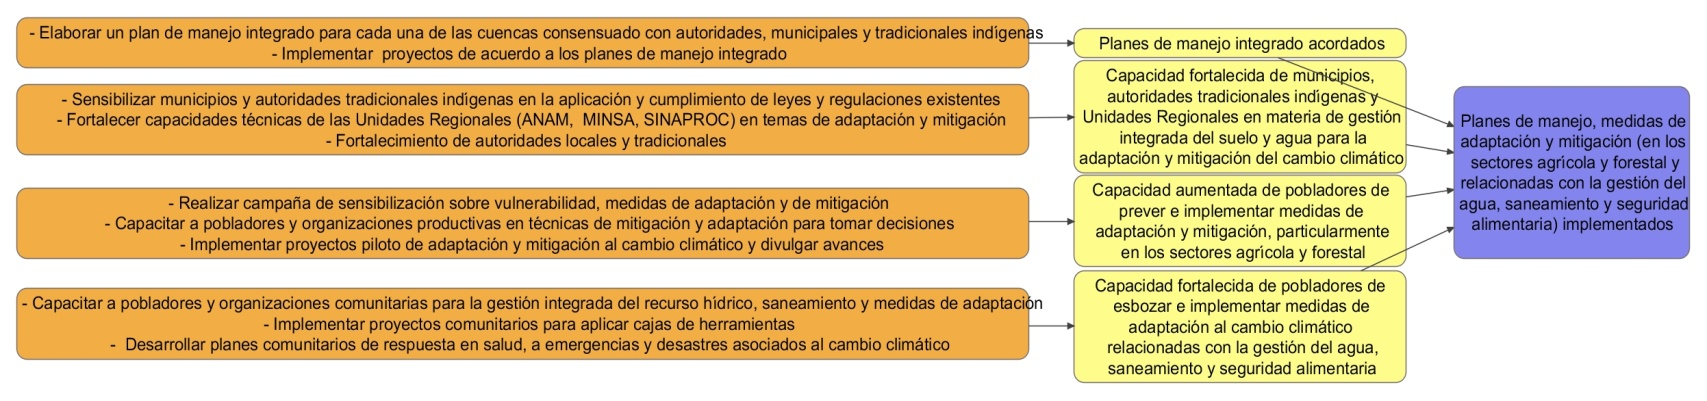 - Elaborar un plan de manejo integrado para cada una de las cuencas consensuado con autoridades, municipales y tradicionales indígenas
- Implementar  proyectos de acuerdo a los planes de manejo integrado
- Sensibilizar municipios y autoridades tradicionales indígenas en la aplicación y cumplimiento de leyes y regulaciones existentes
- Fortalecer capacidades técnicas de las Unidades Regionales (ANAM,  MINSA, SINAPROC) en temas de adaptación y mitigación
- Fortalecimiento de autoridades locales y tradicionales
- Realizar campaña de sensibilización sobre vulnerabilidad, medidas de adaptación y de mitigación
- Capacitar a pobladores y organizaciones productivas en técnicas de mitigación y adaptación para tomar decisiones
- Implementar proyectos piloto de adaptación y mitigación al cambio climático y divulgar avances
- Capacitar a pobladores y organizaciones comunitarias para la gestión integrada del recurso hídrico, saneamiento y medidas de adaptación
- Implementar proyectos comunitarios para aplicar cajas de herramientas
-  Desarrollar planes comunitarios de respuesta en salud, a emergencias y desastres asociados al cambio climático
Planes de manejo integrado acordados
Capacidad fortalecida de municipios,
autoridades tradicionales indígenas y
Unidades Regionales en materia de gestión
integrada del suelo y agua para la
adaptación y mitigación del cambio climático
Capacidad aumentada de pobladores de
prever e implementar medidas de
adaptación y mitigación, particularmente
en los sectores agrícola y forestal
Capacidad fortalecida de pobladores de
esbozar e implementar medidas de
adaptación al cambio climático
relacionadas con la gestión del agua,
saneamiento y seguridad alimentaria
Planes de manejo, medidas de
adaptación y mitigación (en los
sectores agrícola y forestal y
relacionadas con la gestión del
agua, saneamiento y seguridad
alimentaria) implementados